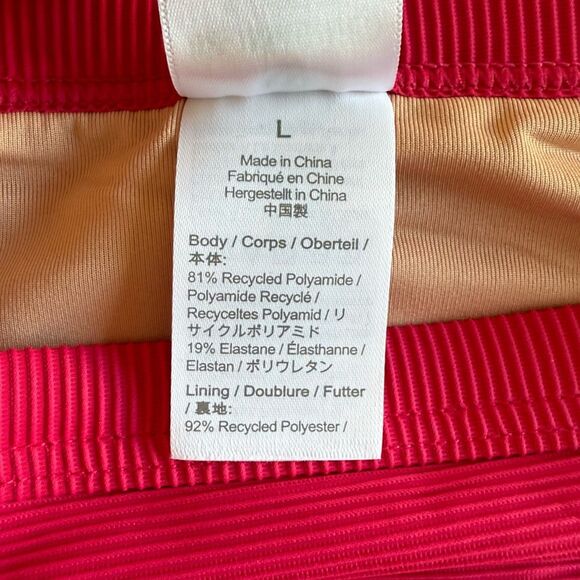 L
Made in China
Fabriqué en Chine
Hergestellt in China
中国製
Body / Corps / Oberteil /
本体:
81% Recycled Polyamide /
Polyamide Recyclé /
Recyceltes Polyamid / リ
サイクルポリアミド
19% Elastane / Élasthanne /
Elastan / ポリウレタン
Lining / Doublure / Futter
/ 裏地:
92% Recycled Polyester /